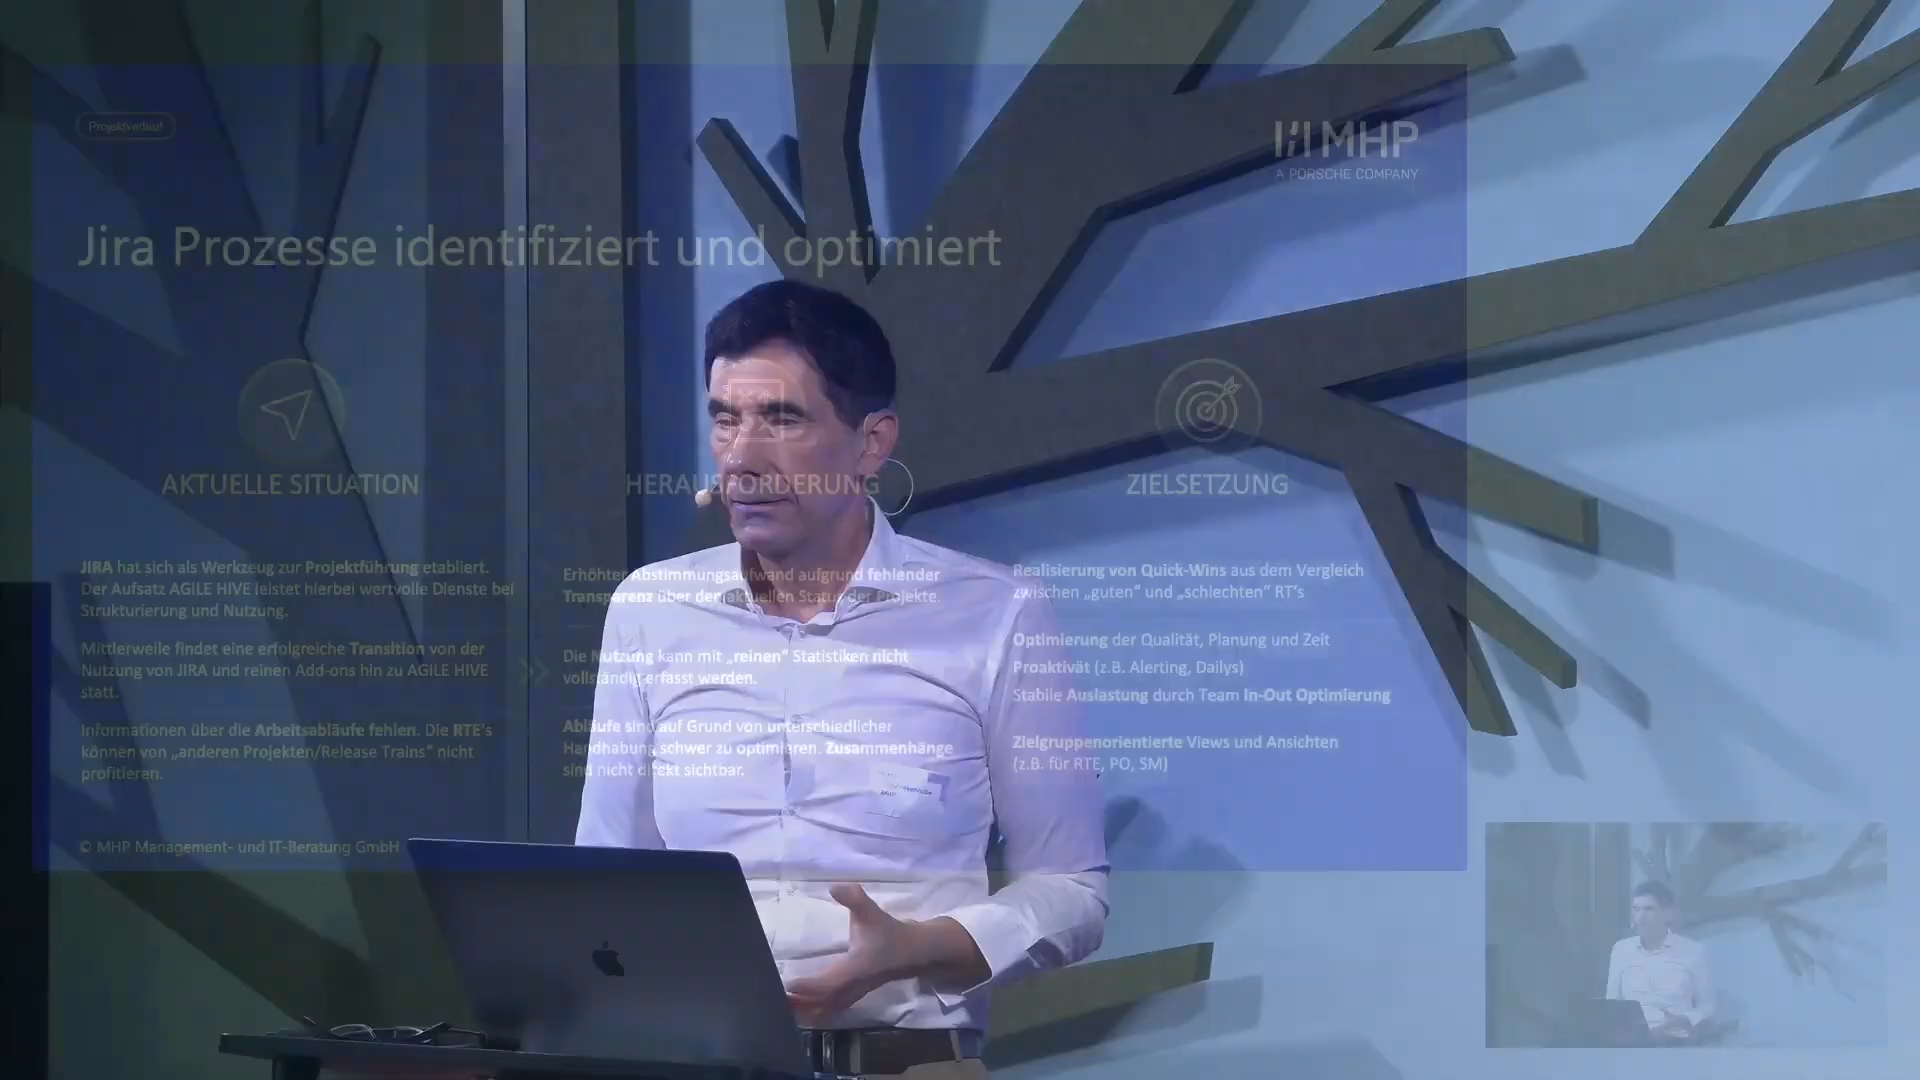 Projektverlauf
MHP
A PORSCHE COMPANY
Jira Prozesse identifiziert und optimiert
AKTUELLE SITUATION
JIRA hat sich als Werkzeug zur Projektführung etabliert.
Der Aufsatz AGILE HIVE leistet hierbei wertvolle Dienste bei
Strukturierung und Nutzung.
Mittlerweile findet eine erfolgreiche Transition von der
Nutzung von JIRA und reinen Add-ons hin zu AGILE HIVE
statt.
Informationen über die Arbeitsabläufe fehlen. Die RTE's
können von „anderen Projekten/Release Trains“ nicht
profitieren.
HERAUSFORDERUNG
Erhöhter Abstimmungsaufwand aufgrund fehlender
Transparenz über den aktuellen Status der Projekte.
Die Nutzung kann mit „reinen“ Statistiken nicht
vollständig erfasst werden.
Abläufe sind auf Grund von unterschiedlicher
Handhabung schwer zu optimieren. Zusammenhänge
sind nicht direkt sichtbar.
ZIELSETZUNG
Realisierung von Quick-Wins aus dem Vergleich
zwischen „guten“ und „schlechten“ RT's
Optimierung der Qualität, Planung und Zeit
Proaktivät (z.B. Alerting, Dailys)
Stabile Auslastung durch Team In-Out Optimierung
Zielgruppenorientierte Views und Ansichten
(z.B. für RTE, PO, SM)
© MHP Management- und IT-Beratung GmbH